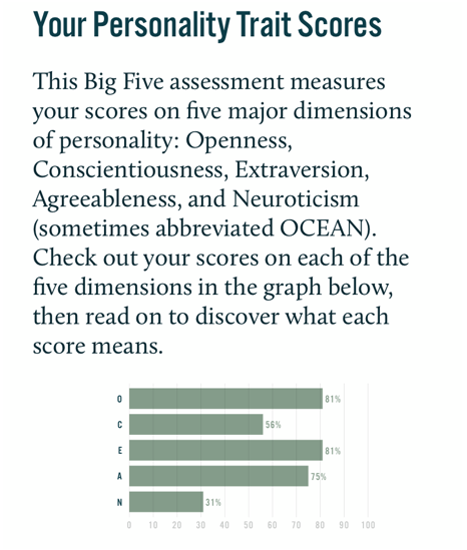 Your Personality Trait Scores
This Big Five assessment measures
your scores on five major dimensions
of personality: Openness,
Conscientiousness, Extraversion,
Agreeableness, and Neuroticism
(sometimes abbreviated OCEAN).
Check out your scores on each of the
five dimensions in the graph below,
then read on to discover what each
score means.
O 81%
C 56%
E 81%
A 75%
N 31%
0 10 20 30 40 50 60 70 80 90 100